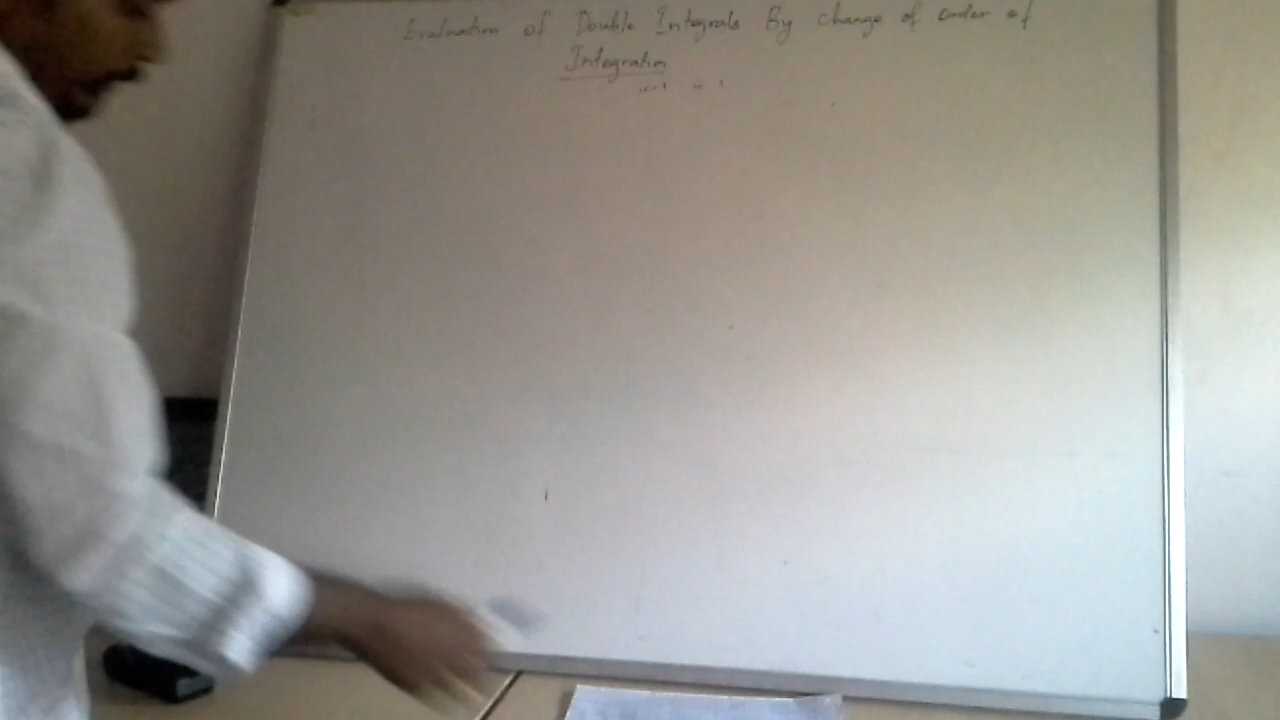 Evaluation of Double Integrals By change of order of
Integration